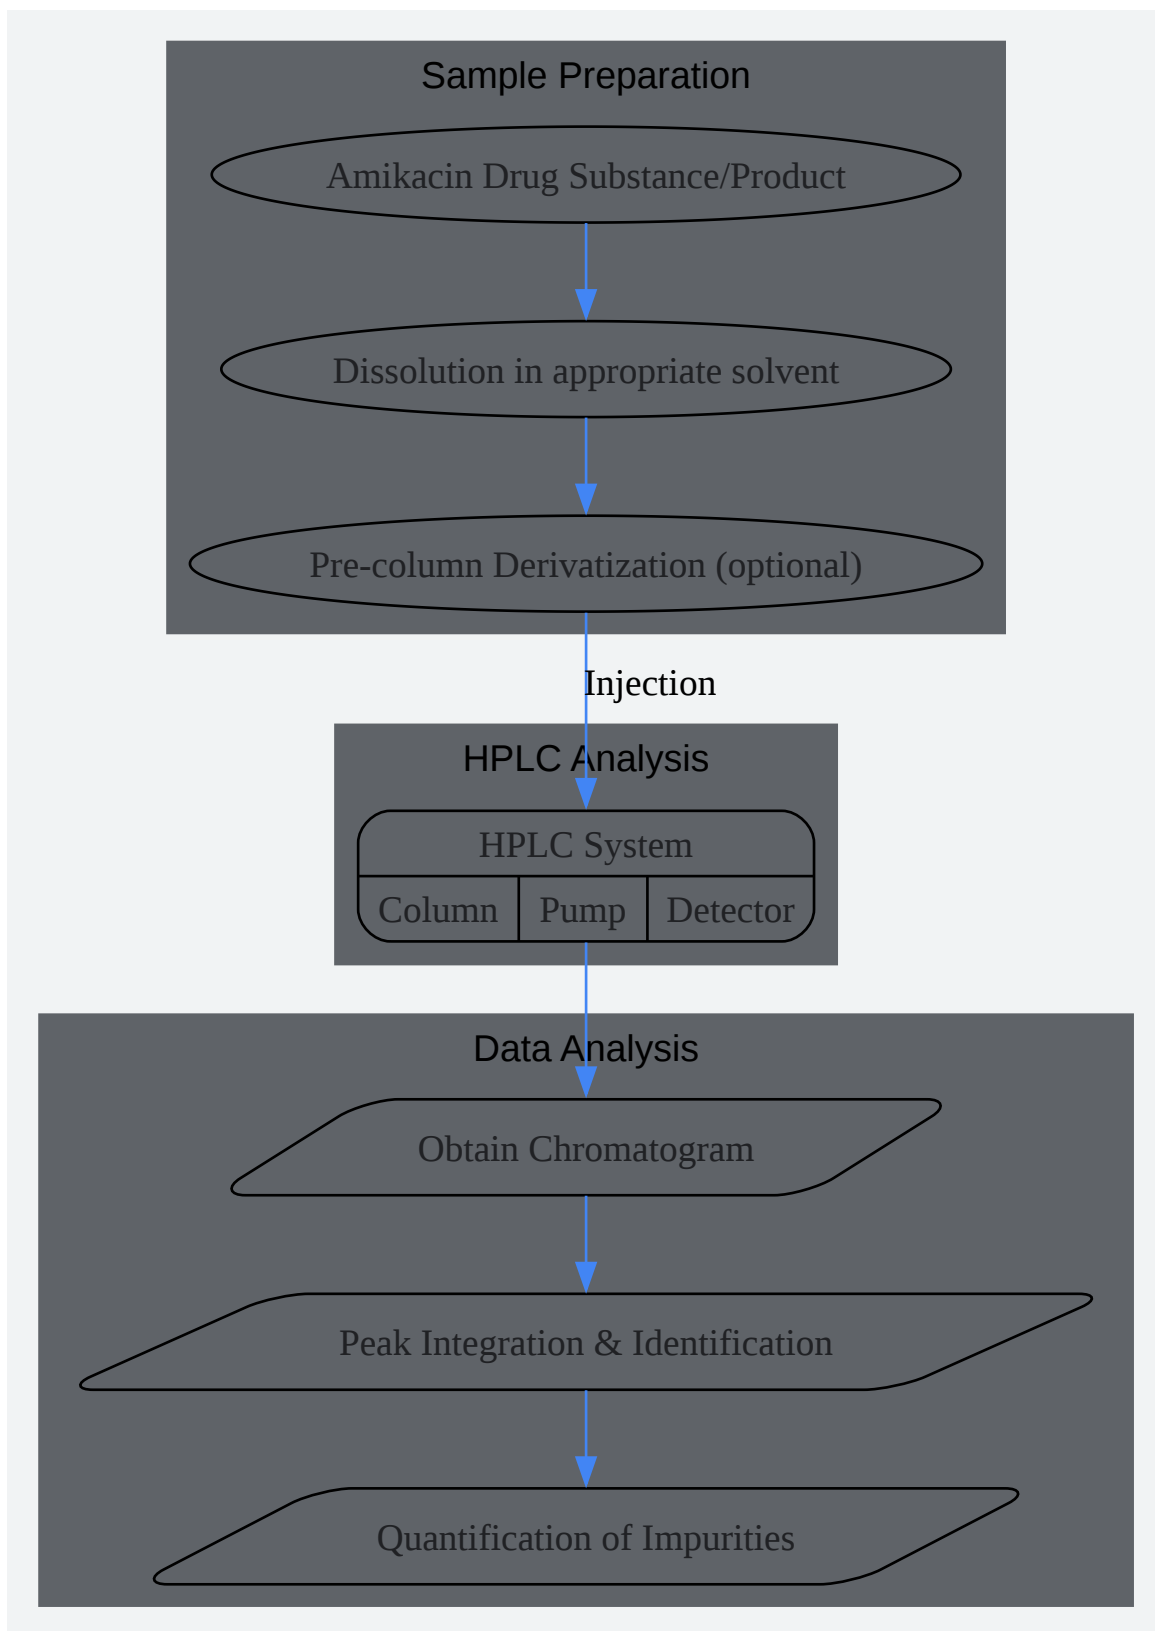 Sample Preparation
Amikacin Drug Substance/Product
Dissolution in appropriate solvent
Pre-column Derivatization (optional)
Injection
HPLC Analysis
HPLC System
Column Pump Detector
Data Analysis
Obtain Chromatogram
Peak Integration & Identification
Quantification of Impurities